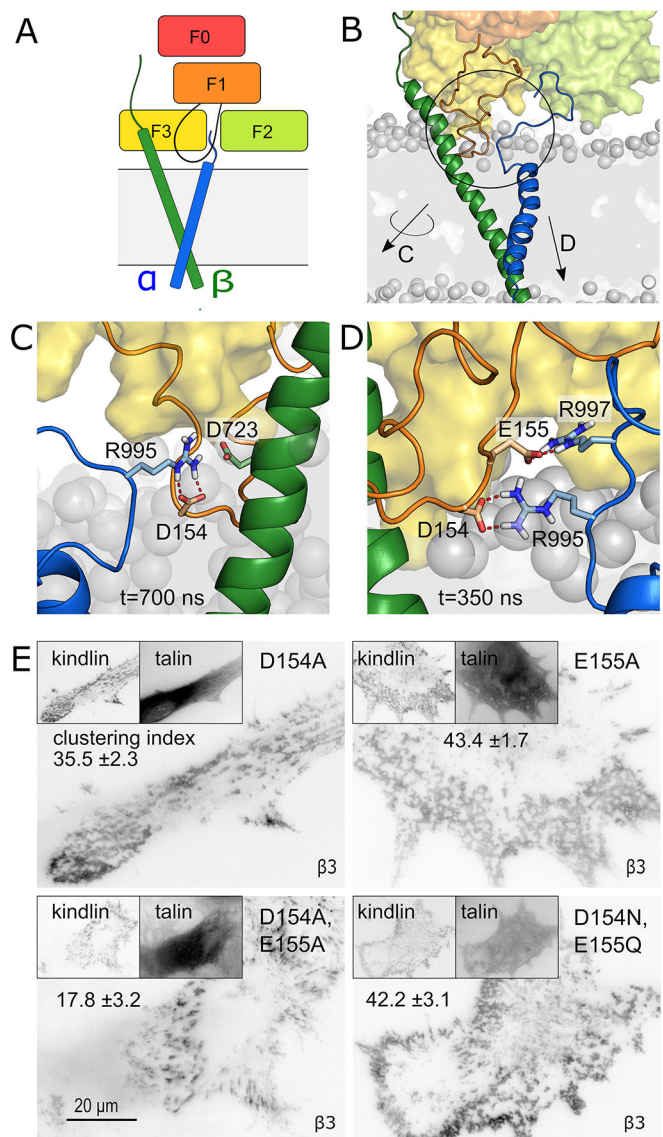 A
F0
F1
F3
F2
α
β
B
C
D
C
R995
D723
D154
t=700 ns
D
E155
R997
D154
R995
t=350 ns
E
kindlin
talin
D154A
clustering index
35.5 ±2.3
β3
kindlin
talin
E155A
43.4 ±1.7
β3
kindlin
talin
D154A,
E155A
17.8 ±3.2
20 μm
β3
kindlin
talin
D154N,
E155Q
42.2 ±3.1
β3